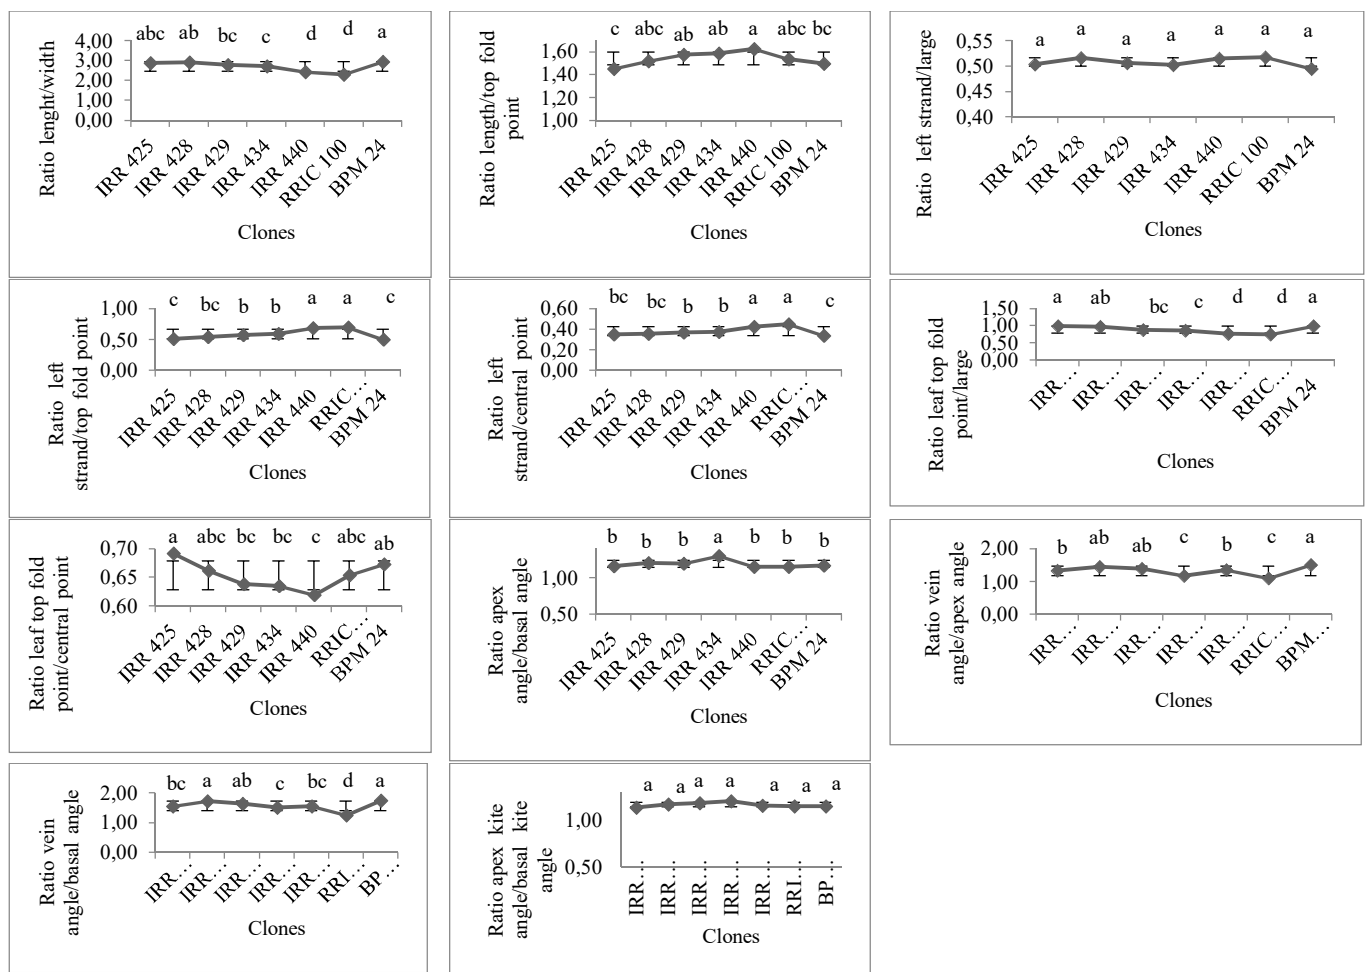 Ratio lenght/width
abc ab bc c d d a
4,00
3,00
2,00
1,00
0,00
IRR 425 IRR 428 IRR 429 IRR 434 IRR 440 RRIC 100 BPM 24
Clones
Ratio length/top fold
point
c abc ab ab a abc bc
1,60
1,40
1,20
1,00
IRR 425 IRR 428 IRR 429 IRR 434 IRR 440 RRIC 100 BPM 24
Clones
Ratio left strand/large
a a a a a a a
0,55
0,50
0,45
0,40
IRR 425 IRR 428 IRR 429 IRR 434 IRR 440 RRIC 100 BPM 24
Clones
Ratio left
strand/top fold point
c bc b b a a c
1,00
0,50
0,00
IRR 425 IRR 428 IRR 429 IRR 434 IRR 440 RRIC… BPM 24
Clones
Ratio left
strand/central point
bc bc b b a a c
0,60
0,40
0,20
0,00
IRR 425 IRR 428 IRR 429 IRR 434 IRR 440 RRIC… BPM 24
Clones
Ratio leaf top fold
point/large
a ab bc c d d a
1,50
1,00
0,50
0,00
IRR… IRR… IRR… IRR… IRR… RRIC… BPM 24
Clones
Ratio leaf top fold
point/central point
a abc bc bc c abc ab
0,70
0,65
0,60
IRR 425 IRR 428 IRR 429 IRR 434 IRR 440 RRIC… BPM 24
Clones
Ratio apex
angle/basal angle
b b b a b b b
1,00
0,50
IRR 425 IRR 428 IRR 429 IRR 434 IRR 440 RRIC… BPM 24
Clones
Ratio vein
angle/apex angle
b ab ab c b c a
2,00
1,00
0,00
IRR… IRR… IRR… IRR… IRR… RRIC… BPM…
Clones
Ratio vein
angle/basal angle
bc a ab c bc d a
2,00
1,00
0,00
IRR… IRR… IRR… IRR… IRR… RRI… BP…
Clones
Ratio apex kite
angle/basal kite
angle
a a a a a a a
1,00
0,50
IRR… IRR… IRR… IRR… IRR… RRI… BP…
Clones